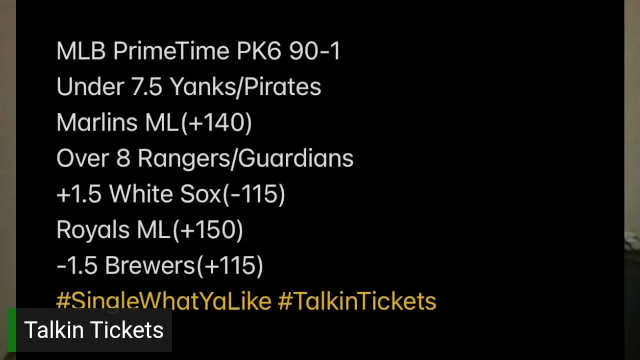 MLB PrimeTime PK6 90-1
Under 7.5 Yanks/Pirates
Marlins ML(+140)
Over 8 Rangers/Guardians
+1.5 White Sox(-115)
Royals ML(+150)
-1.5 Brewers(+115)
#SingleWhatYaLike #TalkinTickets
Talkin Tickets